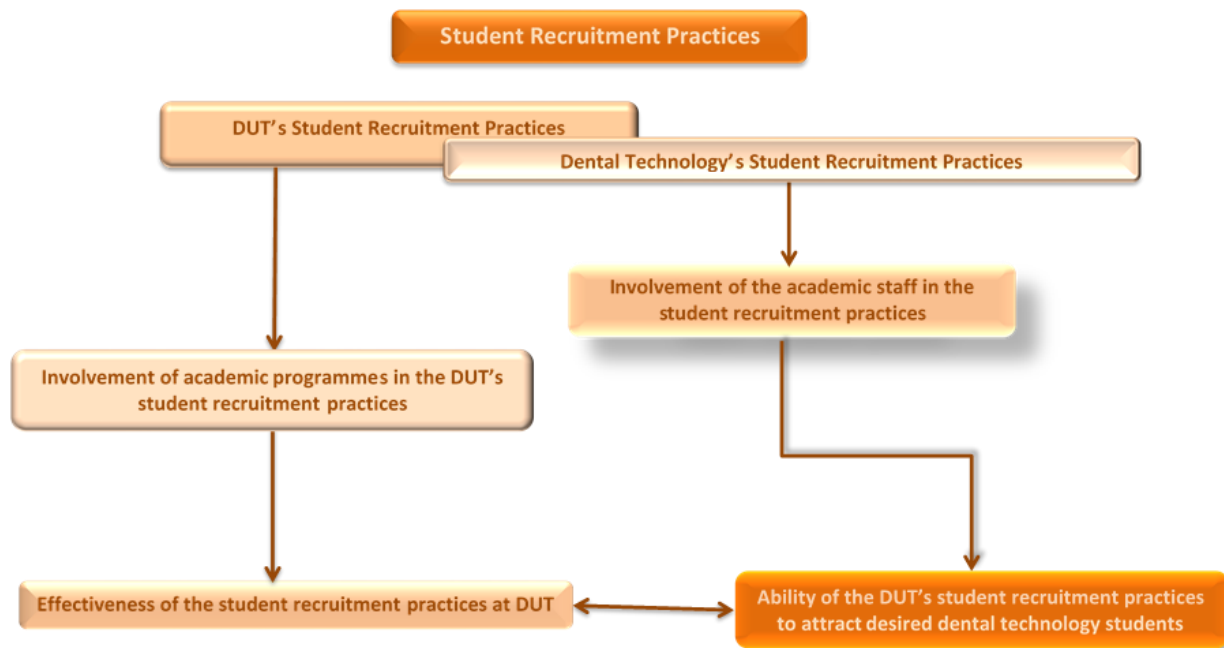 Student Recruitment Practices
DUT’s Student Recruitment Practices
Dental Technology’s Student Recruitment Practices
Involvement of the academic staff in the
student recruitment practices
Involvement of academic programmes in the DUT’s
student recruitment practices
Effectiveness of the student recruitment practices at DUT
Ability of the DUT’s student recruitment practices
to attract desired dental technology students